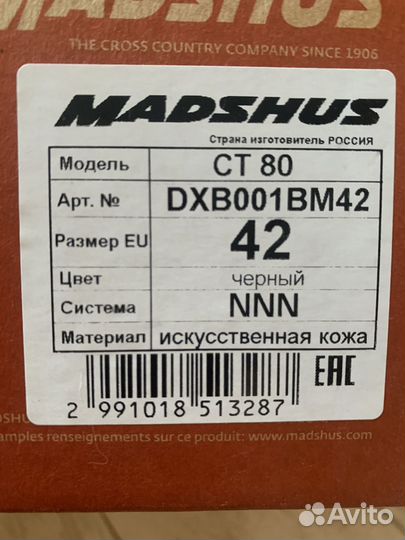 MADSHUS
THE CROSS COUNTRY COMPANY SINCE 1906
MADSHUS
Страна изготовитель РОССИЯ
Модель CT 80
Арт. № DXB001BM42
Размер EU 42
Цвет черный
Система NNN
Материал искусственная кожа
EAC
2 991018 513287
amples renseignements sur ce produit: www.madshus.com
Avito